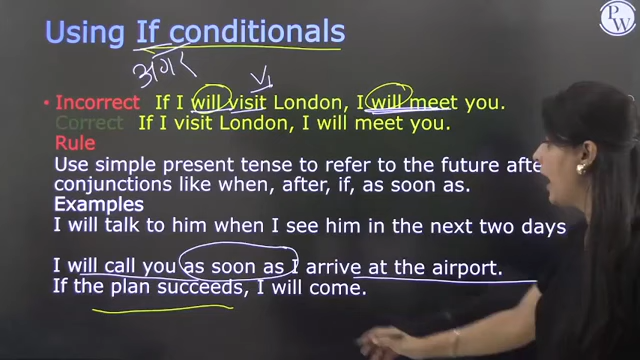 PW
Using If conditionals
अगर
V₁
• Incorrect If I will visit London, I will meet you.
Correct If I visit London, I will meet you.
Rule
Use simple present tense to refer to the future afte
conjunctions like when, after, if, as soon as.
Examples
I will talk to him when I see him in the next two days
I will call you as soon as I arrive at the airport.
If the plan succeeds, I will come.